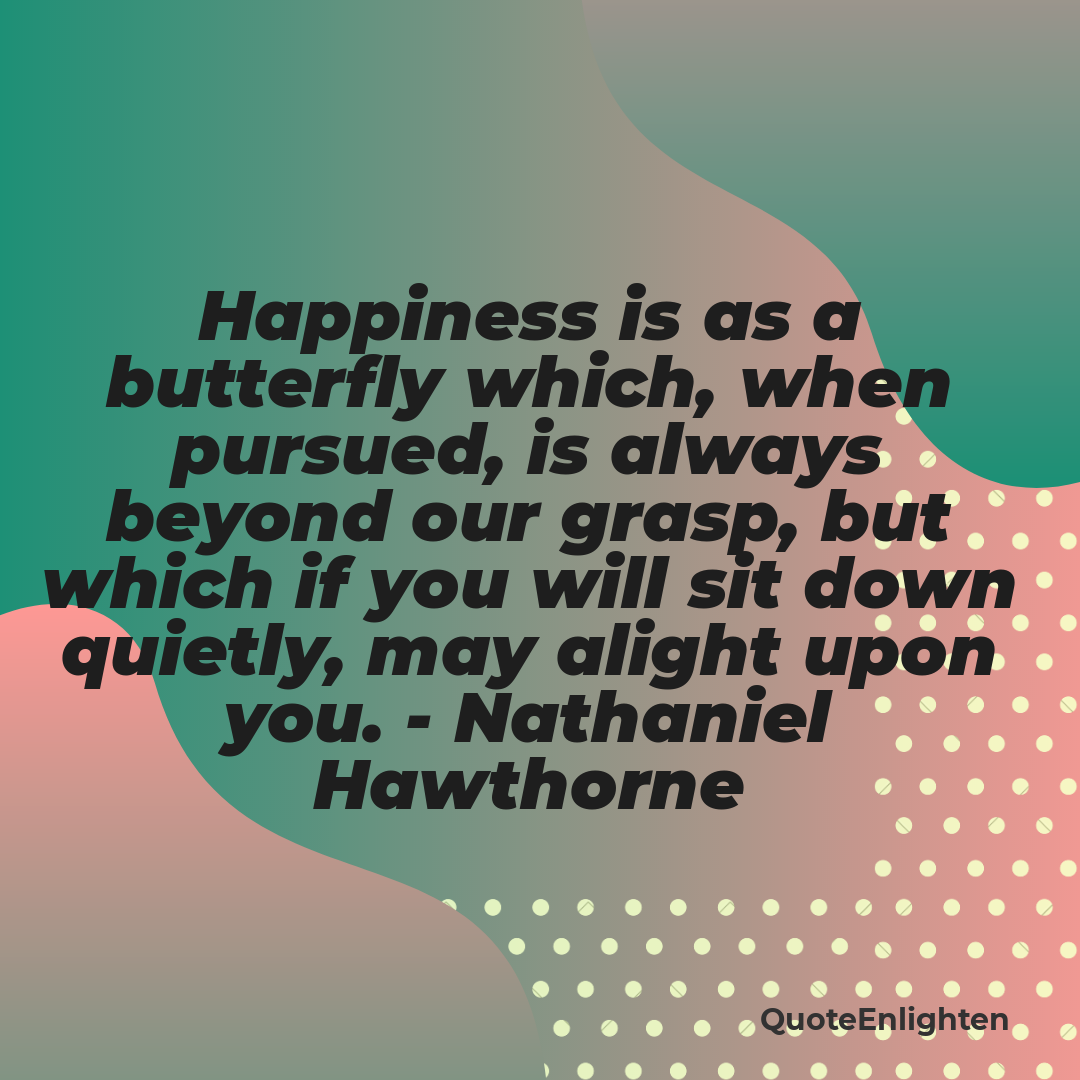 Happiness is as a
butterfly which, when
pursued, is always
beyond our grasp, but
which if you will sit down
quietly, may alight upon
you. - Nathaniel
Hawthorne
QuoteEnlighten